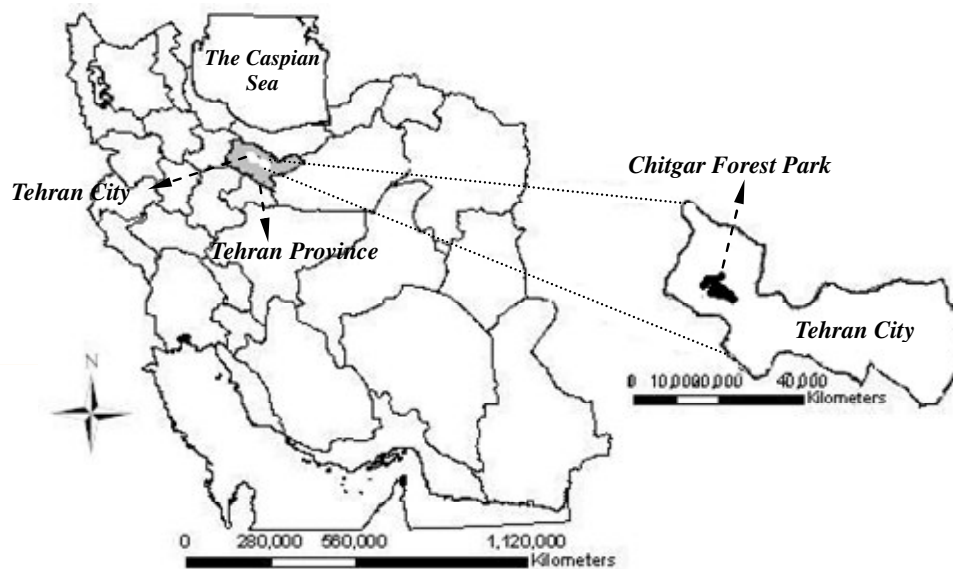 The Caspian
Sea
Chitgar Forest Park
Tehran City
Tehran Province
Tehran City
N
0 10,00020,000 40,000
Kilometers
0 280,000 560,000 1,120,000
Kilometers